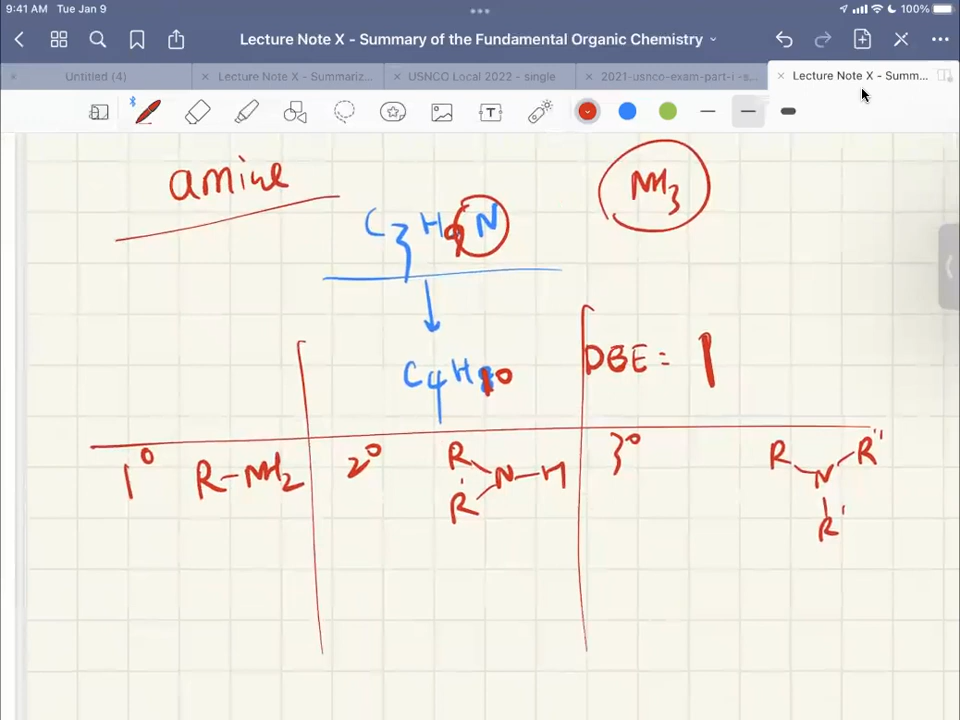 9:41 AM Tue Jan 9 100%
Lecture Note X - Summary of the Fundamental Organic Chemistry
Untitled (4) Lecture Note X - Summariz... USNCO Local 2022 - single 2021-usnco-exam-part-i -s... Lecture Note X - Summ...
T
amine
C3H9N
NH3
C4H10
DBE = 1
1° R-NH2 2° R R N-H 3° R R'' N R'